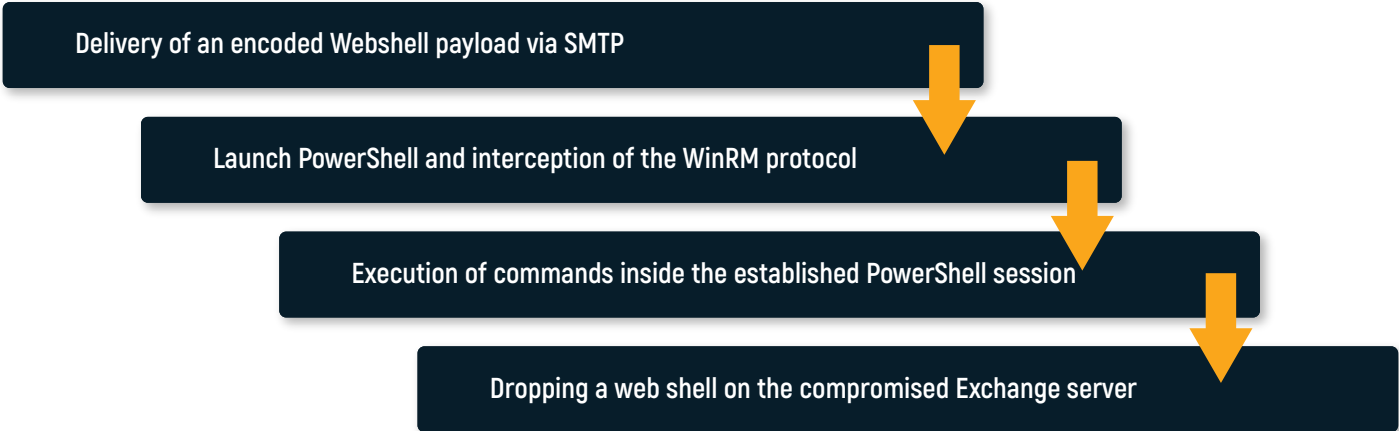 Delivery of an encoded Webshell payload via SMTP
Launch PowerShell and interception of the WinRM protocol
Execution of commands inside the established PowerShell session
Dropping a web shell on the compromised Exchange server